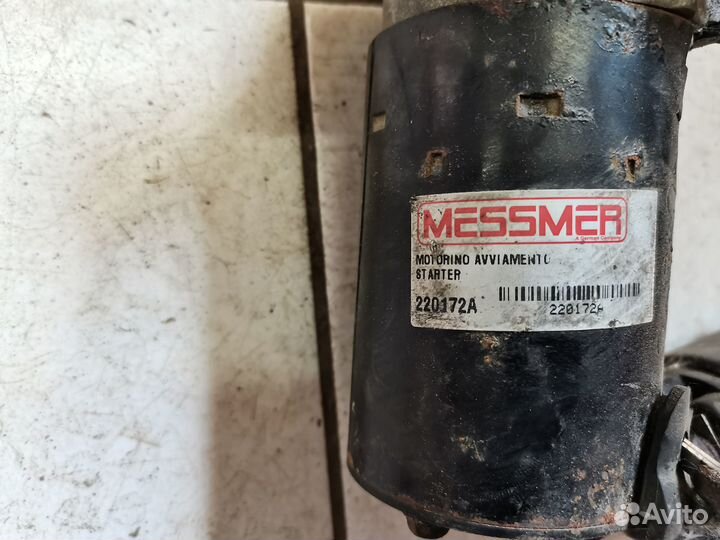 MESSMER
A German Company
MOTORINO AVVIAMENTO
STARTER
220172A
220172A
Avito